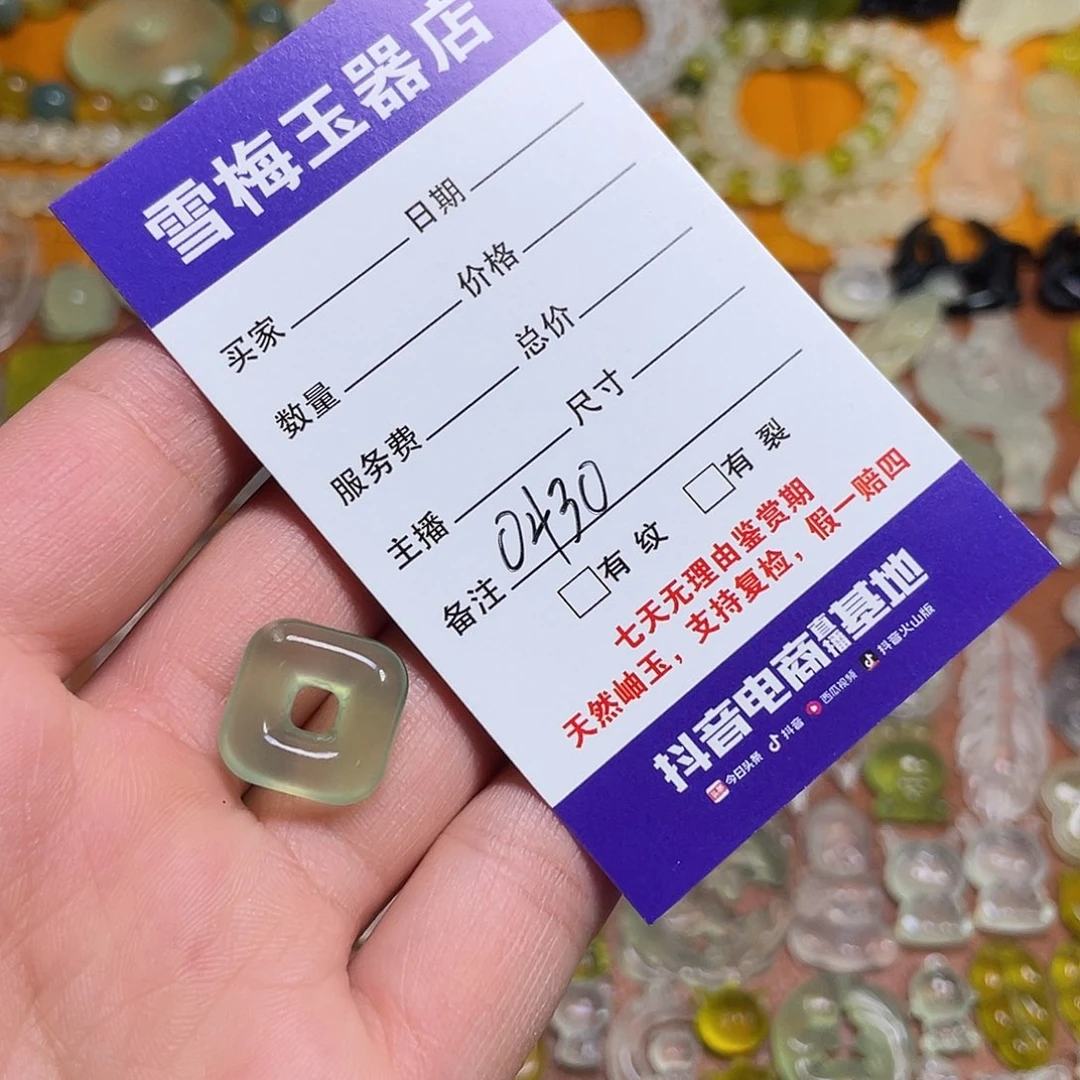 雪梅玉器店
买家 日期
数量 价格
服务费 总价
主播 尺寸
备注 0430
有纹 有裂
七天无理由鉴赏期
天然岫玉，支持复检，假一赔四
抖音电商直播基地
今日头条 抖音 西瓜视频 抖音火山版